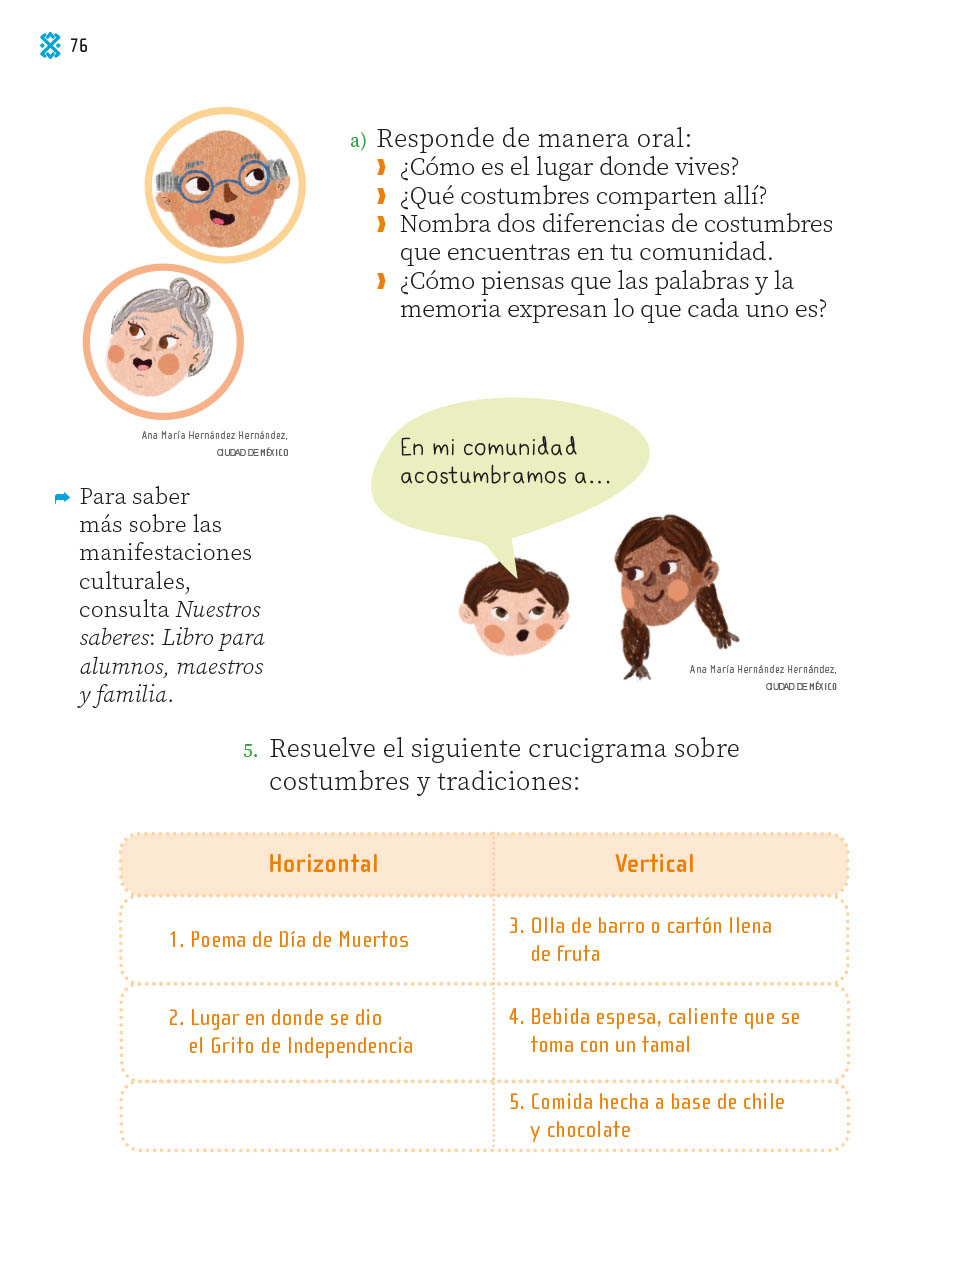 76
a) Responde de manera oral:
¿Cómo es el lugar donde vives?
¿Qué costumbres comparten allí?
Nombra dos diferencias de costumbres
que encuentras en tu comunidad.
¿Cómo piensas que las palabras y la
memoria expresan lo que cada uno es?
Ana María Hernández Hernández,
CIUDAD DE MÉXICO
Para saber
más sobre las
manifestaciones
culturales,
consulta Nuestros
saberes: Libro para
alumnos, maestros
y familia.
En mi comunidad
acostumbramos a...
Ana María Hernández Hernández,
CIUDAD DE MÉXICO
5. Resuelve el siguiente crucigrama sobre
costumbres y tradiciones:
Horizontal
Vertical
1. Poema de Día de Muertos
3. Olla de barro o cartón llena
de fruta
2. Lugar en donde se dio
el Grito de Independencia
4. Bebida espesa, caliente que se
toma con un tamal
5. Comida hecha a base de chile
y chocolate